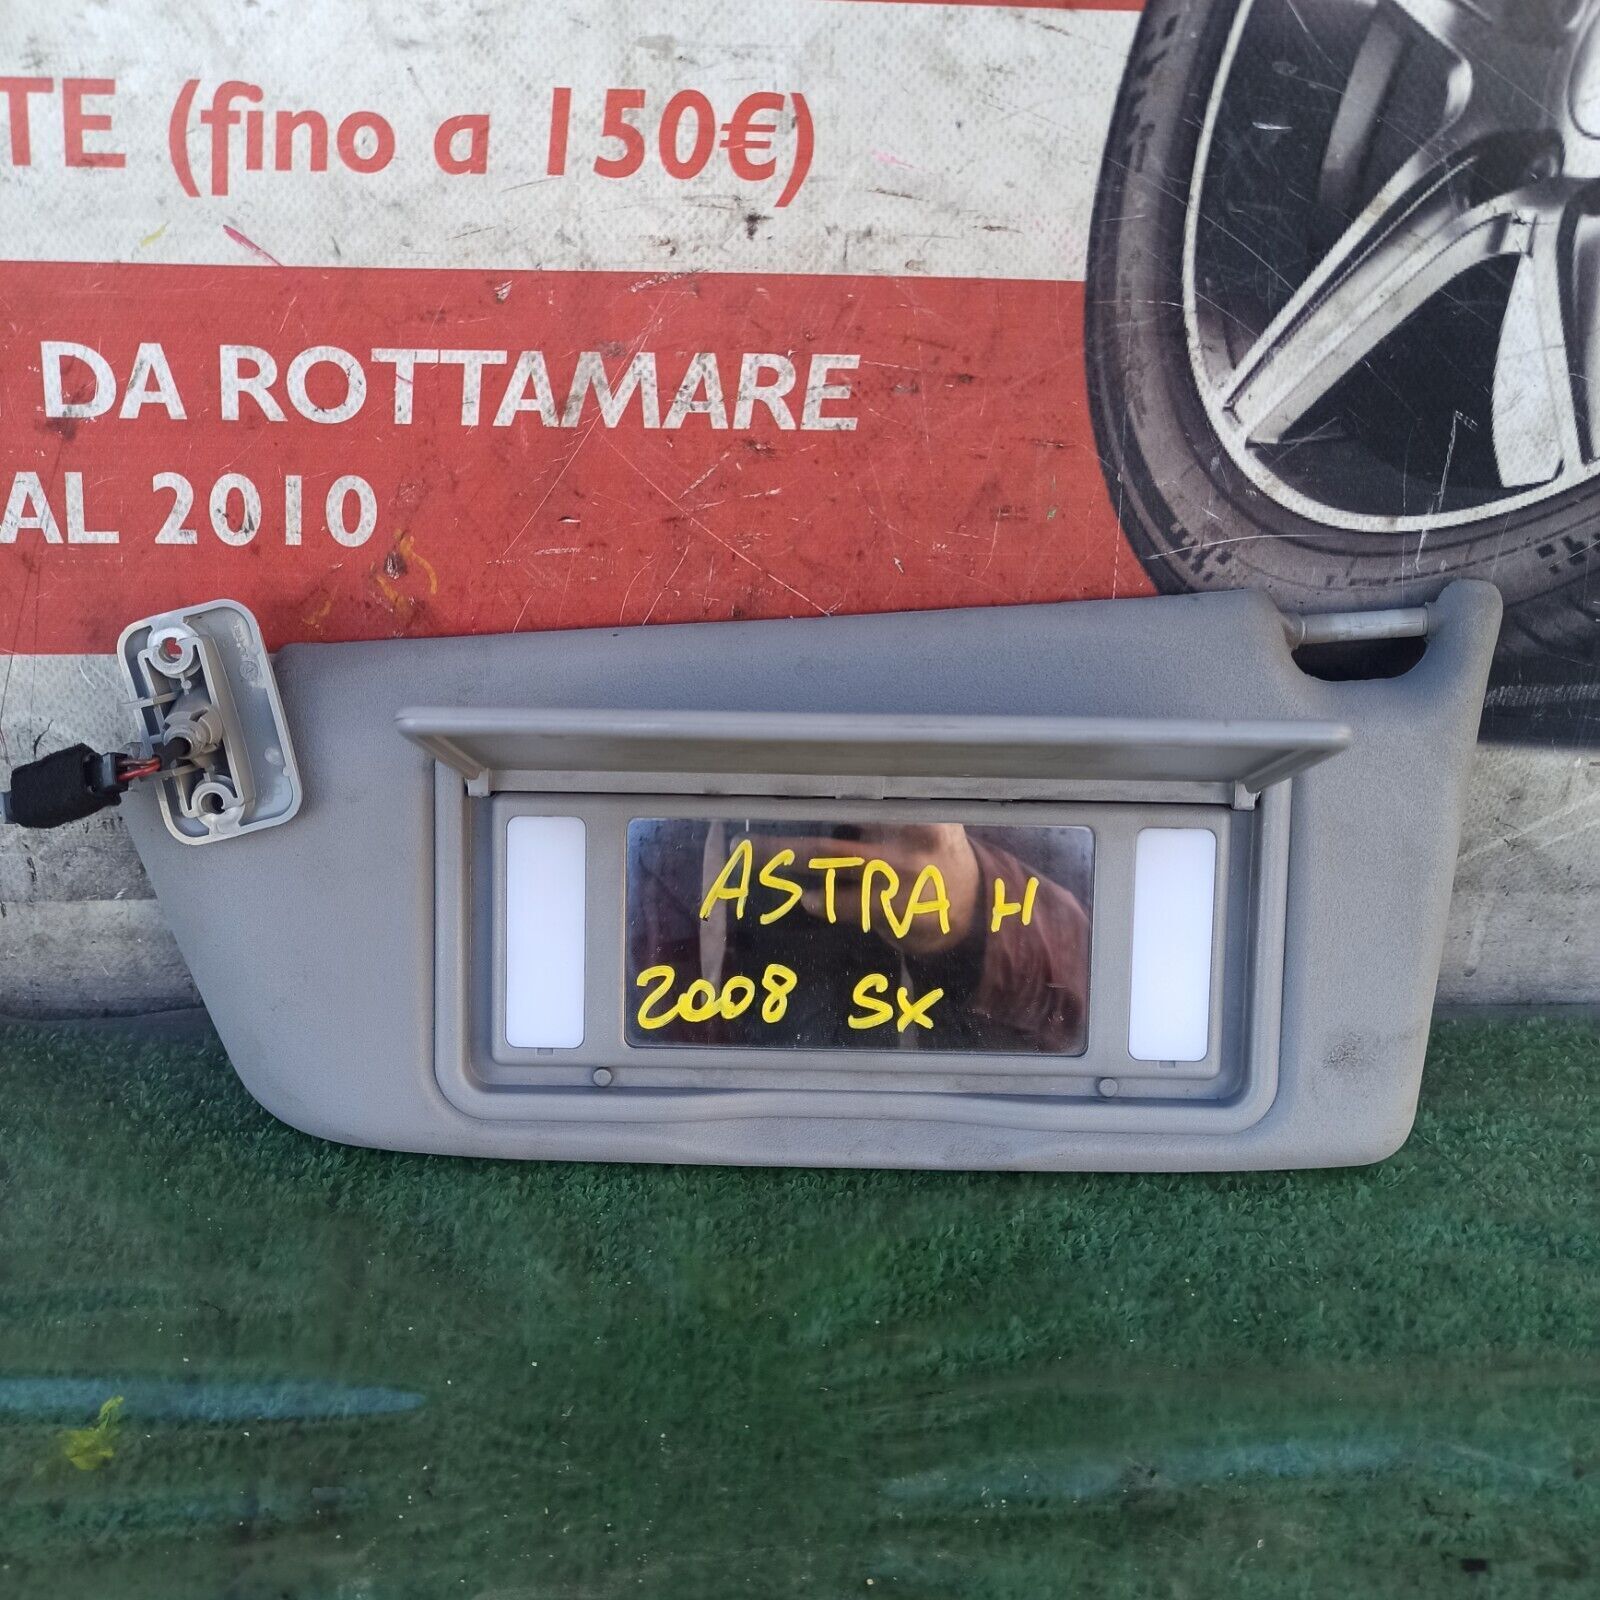 TE (fino a 150€)
DA ROTTAMARE
AL 2010
ASTRA H
2008 SX